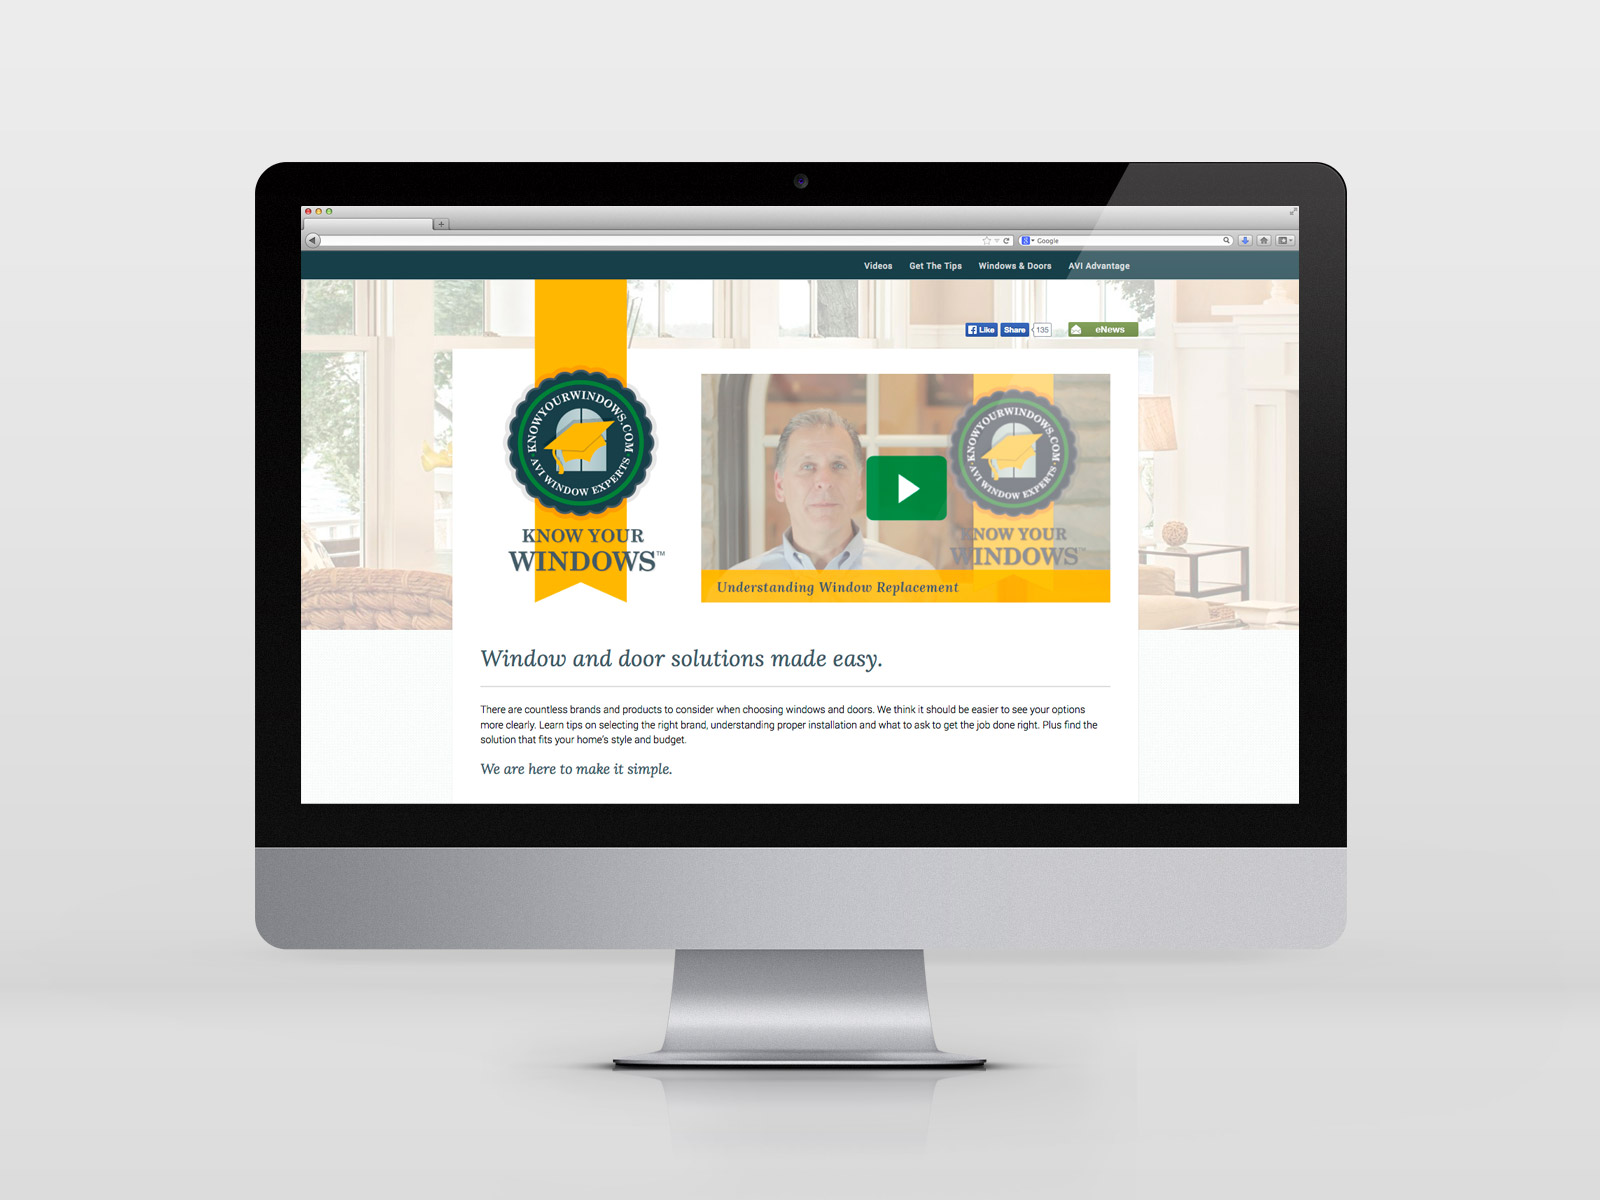 Google
Videos Get The Tips Windows & Doors AVI Advantage
Like Share 135 eNews
KNOWYOURWINDOWS.COM
AVI WINDOW EXPERTS
KNOW YOUR
WINDOWS™
KNOWYOURWINDOWS.COM
AVI WINDOW EXPERTS
KNOW YOUR
WINDOWS™
Understanding Window Replacement
Window and door solutions made easy.
There are countless brands and products to consider when choosing windows and doors. We think it should be easier to see your options
more clearly. Learn tips on selecting the right brand, understanding proper installation and what to ask to get the job done right. Plus find the
solution that fits your home's style and budget.
We are here to make it simple.